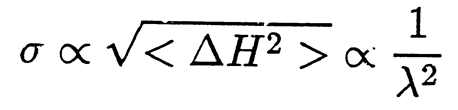 σ ∝ √< ΔH² > ∝ 1/λ²